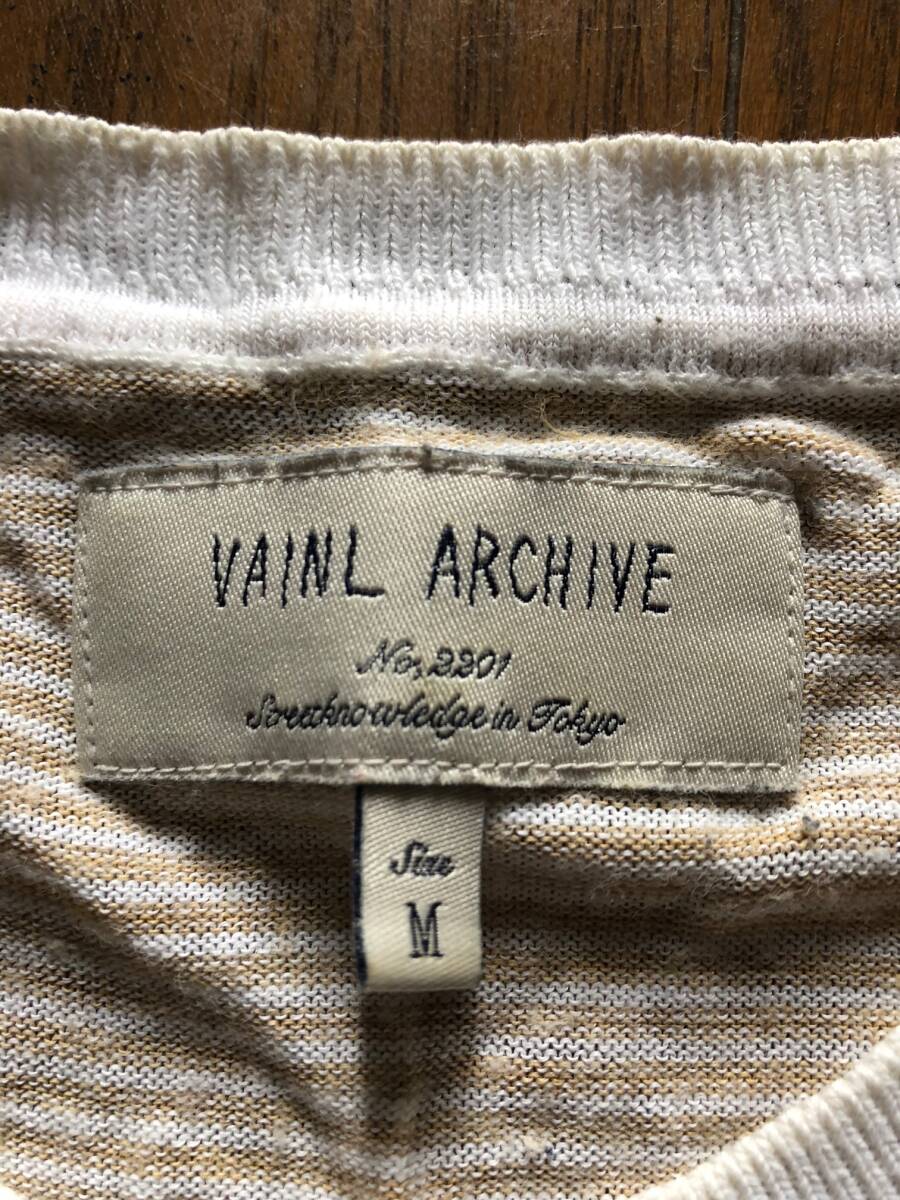 VAINL ARCHIVE
No, 2201
Streetknowledge in Tokyo
Size
M